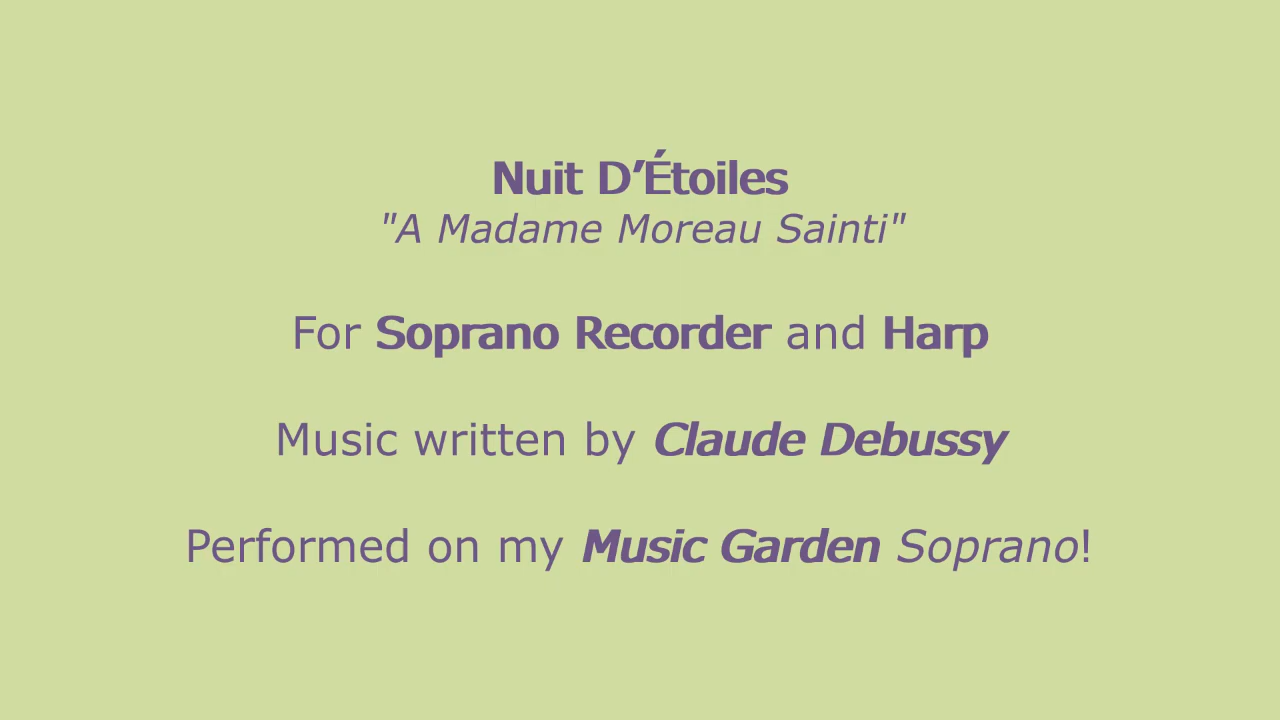 Nuit D’Étoiles
"A Madame Moreau Sainti"
For Soprano Recorder and Harp
Music written by Claude Debussy
Performed on my Music Garden Soprano!